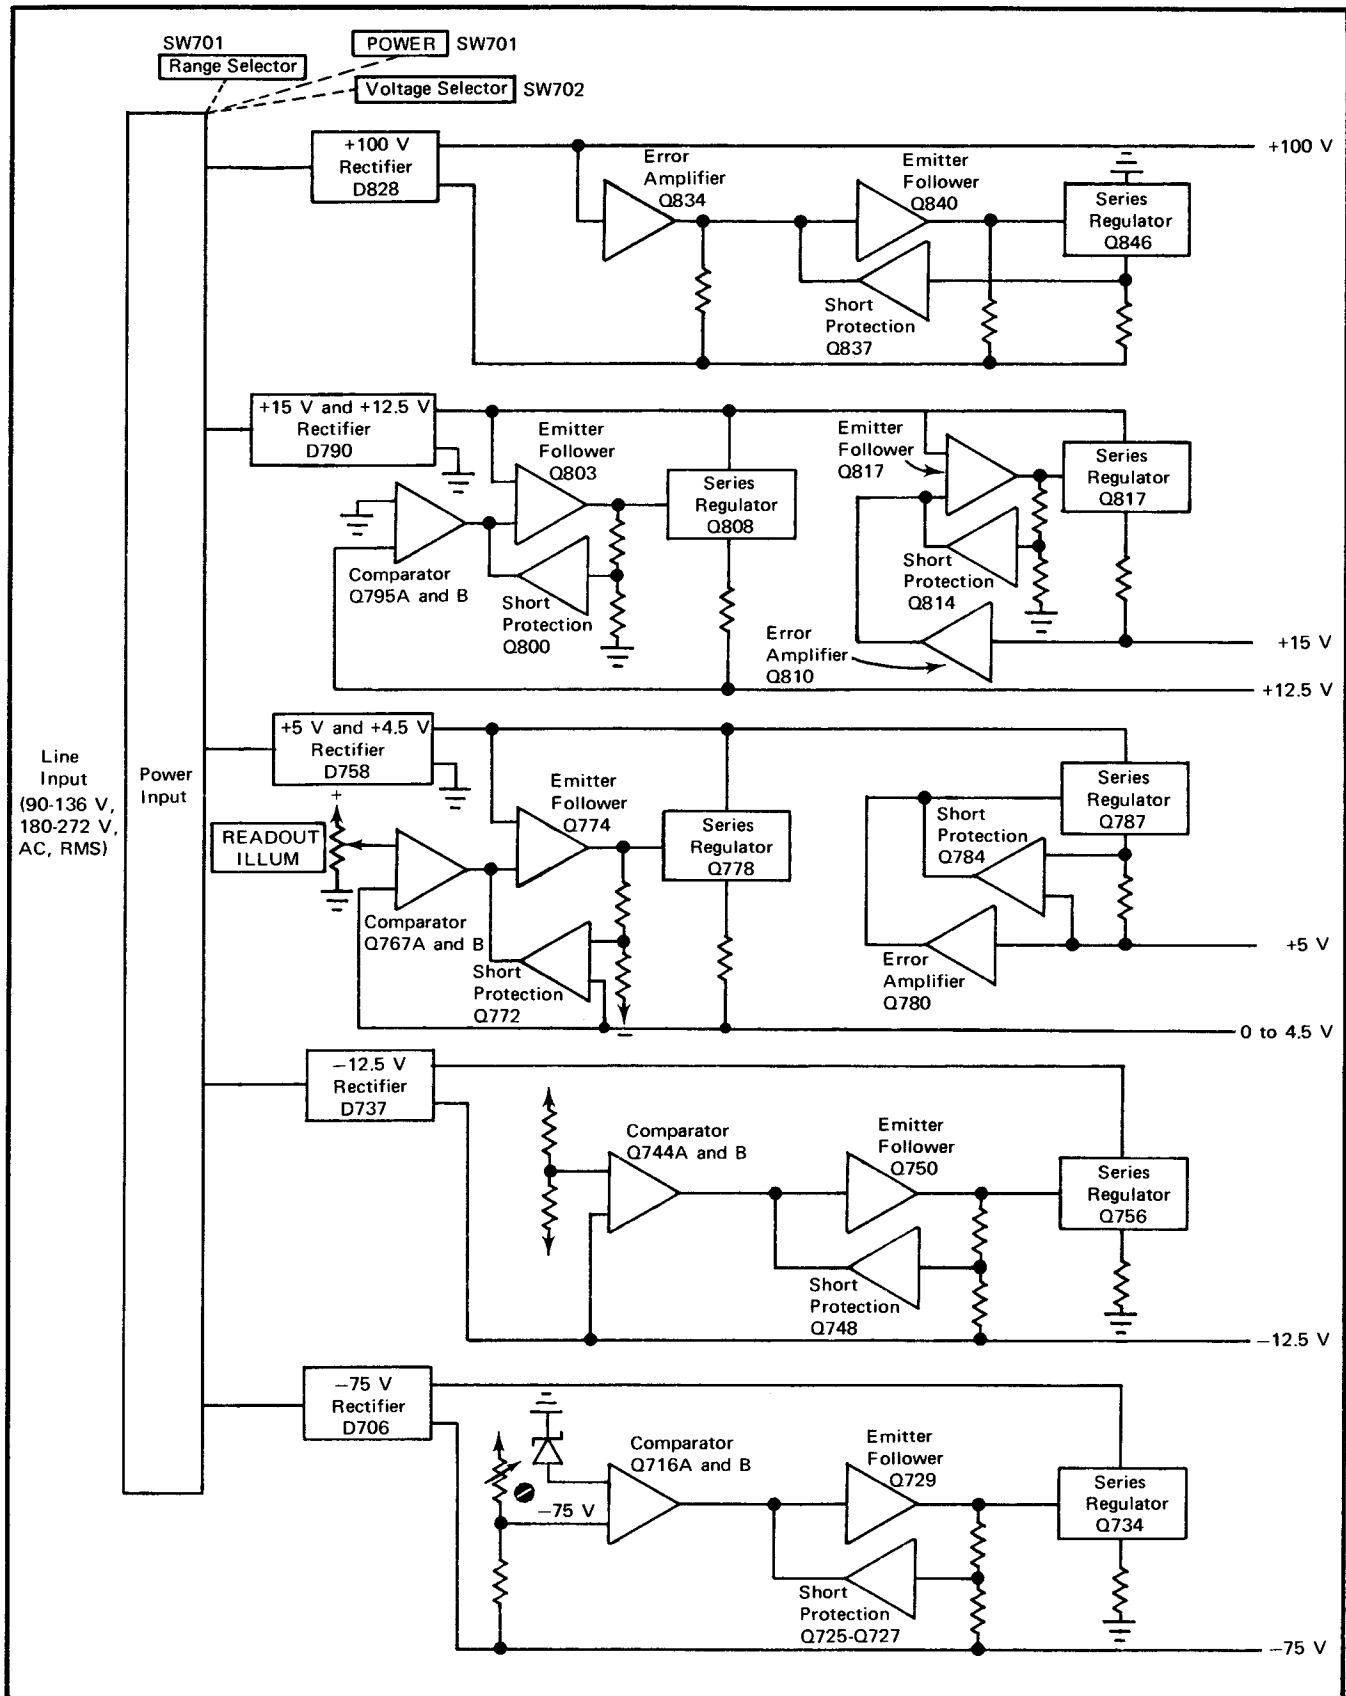 SW701
Range Selector
POWER SW701
Voltage Selector SW702
+100 V
Rectifier
D828
Error
Amplifier
Q834
Emitter
Follower
Q840
Series
Regulator
Q846
Short
Protection
Q837
+100 V
+15 V and +12.5 V
Rectifier
D790
Emitter
Follower
Q803
Series
Regulator
Q808
Comparator
Q795A and B
Short
Protection
Q800
Emitter
Follower
Q817
Series
Regulator
Q817
Short
Protection
Q814
Error
Amplifier
Q810
+15 V
+12.5 V
Line
Input
(90-136 V,
180-272 V,
AC, RMS)
Power
Input
+5 V and +4.5 V
Rectifier
D758
+
READOUT
ILLUM
Emitter
Follower
Q774
Series
Regulator
Q778
Comparator
Q767A and B
Short
Protection
Q772
−
Series
Regulator
Q787
Short
Protection
Q784
Error
Amplifier
Q780
+5 V
0 to 4.5 V
−12.5 V
Rectifier
D737
Comparator
Q744A and B
Emitter
Follower
Q750
Series
Regulator
Q756
Short
Protection
Q748
−12.5 V
−75 V
Rectifier
D706
−75 V
Comparator
Q716A and B
Emitter
Follower
Q729
Series
Regulator
Q734
Short
Protection
Q725-Q727
−75 V